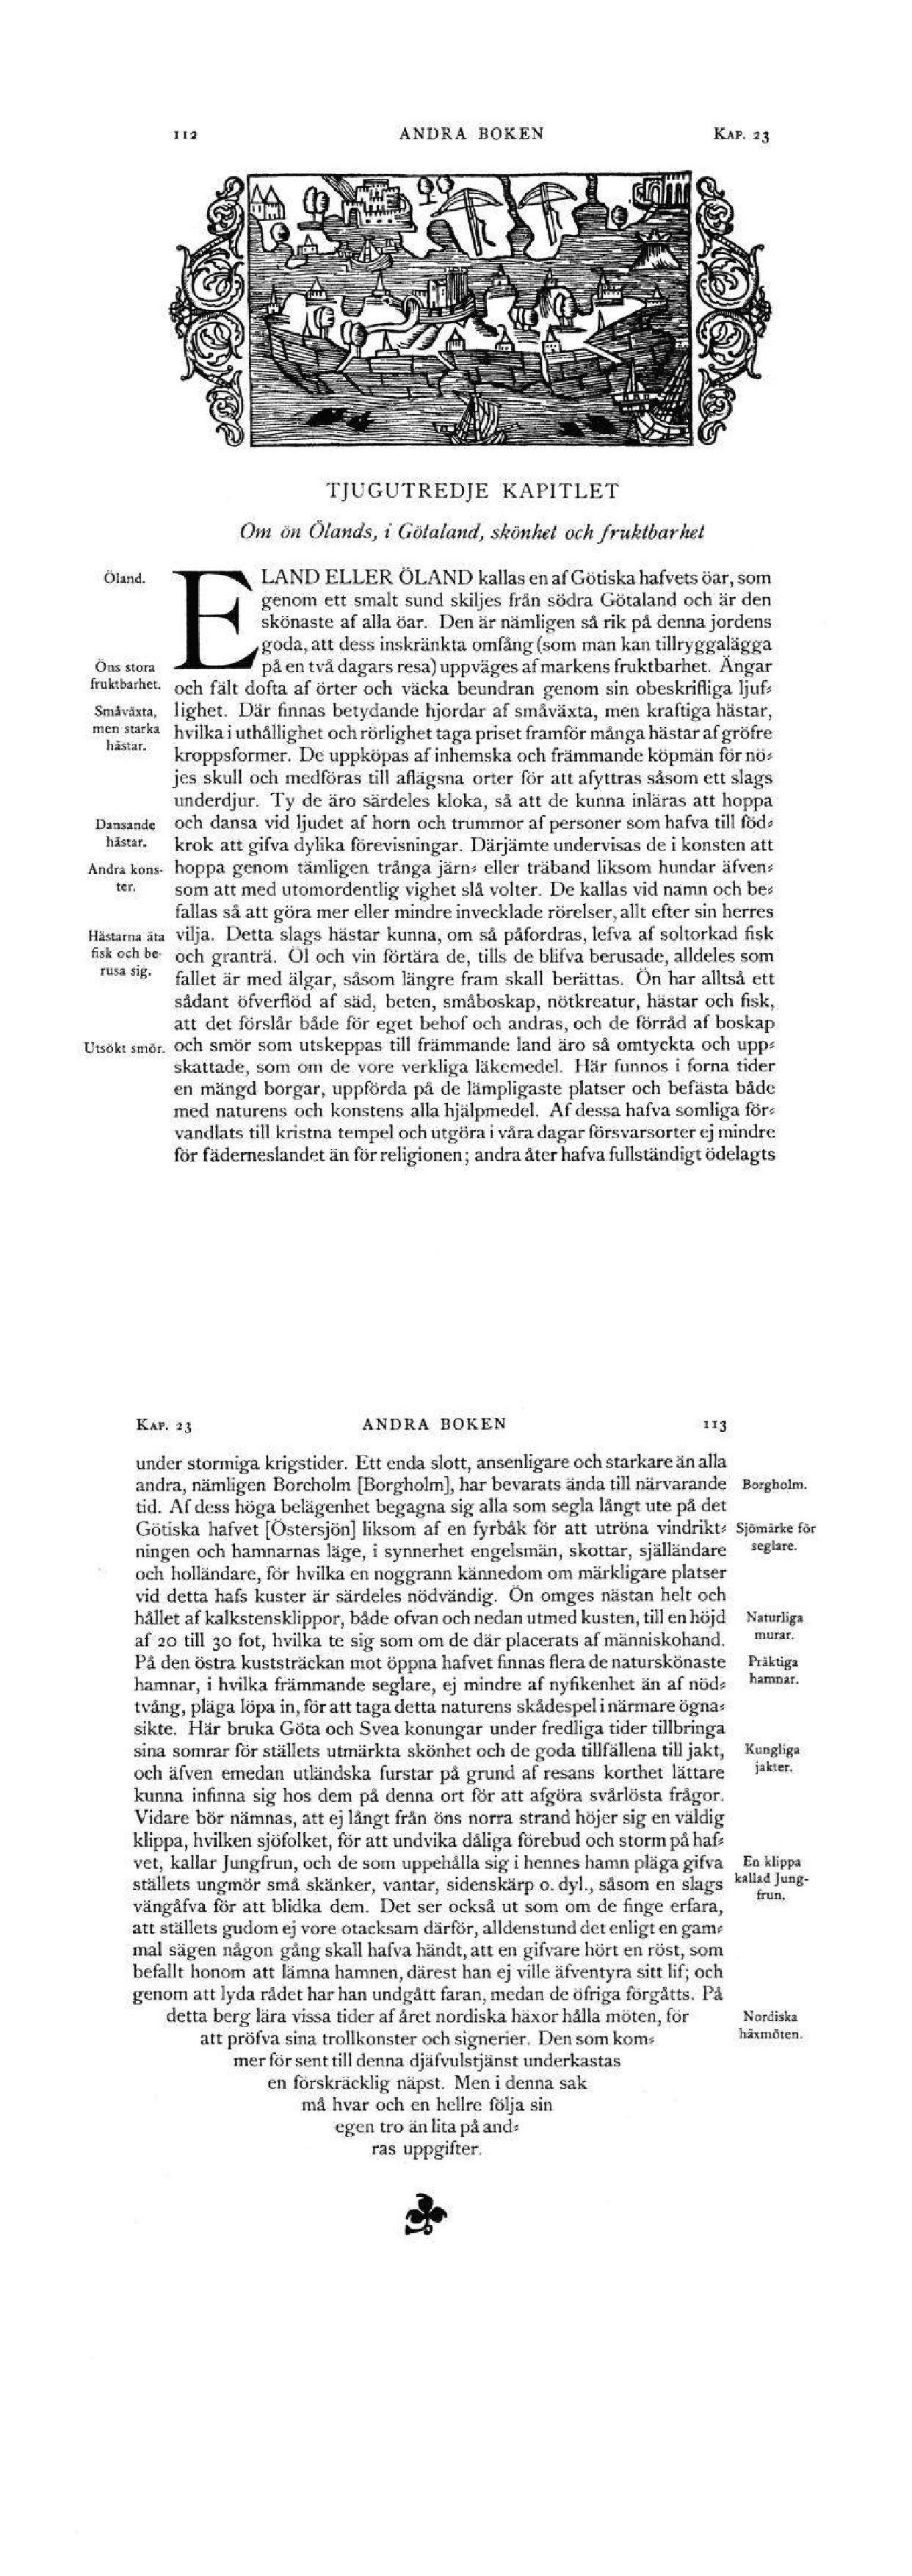 112
ANDRA BOKEN
KAP. 23
TJUGUTREDJE KAPITLET
Om ön Ölands, i Götaland, skönhet och fruktbarhet
Öland.
ELAND ELLER ÖLAND kallas en af Götiska hafvets öar, som
genom ett smalt sund skiljes från södra Götaland och är den
skönaste af alla öar. Den är nämligen så rik på denna jordens
goda, att dess inskränkta omfång (som man kan tillryggalägga
Öns stora
på en två dagars resa) uppväges af markens fruktbarhet. Ängar
fruktbarhet.
och fält dofta af örter och väcka beundran genom sin obeskrifliga ljuf-
Småväxta,
lighet. Där finnas betydande hjordar af småväxta, men kraftiga hästar,
men starka
hvilka i uthållighet och rörlighet taga priset framför många hästar af gröfre
hästar.
kroppsformer. De uppköpas af inhemska och främmande köpmän för nö-
jes skull och medföras till aflägsna orter för att afyttras såsom ett slags
underdjur. Ty de äro särdeles kloka, så att de kunna inläras att hoppa
Dansande
och dansa vid ljudet af horn och trummor af personer som hafva till föd-
hästar.
krok att gifva dylika förevisningar. Därjämte undervisas de i konsten att
Andra kons-
hoppa genom tämligen trånga järn- eller träband liksom hundar äfven-
ter.
som att med utomordentlig vighet slå volter. De kallas vid namn och be-
fallas så att göra mer eller mindre invecklade rörelser, allt efter sin herres
Hästarna äta
vilja. Detta slags hästar kunna, om så påfordras, lefva af soltorkad fisk
fisk och be-
och granträ. Öl och vin förtära de, tills de blifva berusade, alldeles som
rusa sig.
fallet är med älgar, såsom längre fram skall berättas. Ön har alltså ett
sådant öfverflöd af säd, beten, småboskap, nötkreatur, hästar och fisk,
att det förslår både för eget behof och andras, och de förråd af boskap
Utsökt smör.
och smör som utskeppas till främmande land äro så omtyckta och upp-
skattade, som om de vore verkliga läkemedel. Här funnos i forna tider
en mängd borgar, uppförda på de lämpligaste platser och befästa både
med naturens och konstens alla hjälpmedel. Af dessa hafva somliga för-
vandlats till kristna tempel och utgöra i våra dagar försvarsorter ej mindre
för fäderneslandet än för religionen; andra åter hafva fullständigt ödelagts
KAP. 23
ANDRA BOKEN
113
under stormiga krigstider. Ett enda slott, ansenligare och starkare än alla
andra, nämligen Borcholm [Borgholm], har bevarats ända till närvarande
Borgholm.
tid. Af dess höga belägenhet begagna sig alla som segla långt ute på det
Götiska hafvet [Östersjön] liksom af en fyrbåk för att utröna vindrikt-
Sjömärke för
ningen och hamnarnas läge, i synnerhet engelsmän, skottar, själländare
seglare.
och holländare, för hvilka en noggrann kännedom om märkligare platser
vid detta hafs kuster är särdeles nödvändig. Ön omges nästan helt och
hållet af kalkstensklippor, både ofvan och nedan utmed kusten, till en höjd
Naturliga
af 20 till 30 fot, hvilka te sig som om de där placerats af människohand.
murar.
På den östra kuststräckan mot öppna hafvet finnas flera de naturskönaste
Präktiga
hamnar, i hvilka främmande seglare, ej mindre af nyfikenhet än af nöd-
hamnar.
tvång, pläga löpa in, för att taga detta naturens skådespel i närmare ögna-
sikte. Här bruka Göta och Svea konungar under fredliga tider tillbringa
sina somrar för ställets utmärkta skönhet och de goda tillfällena till jakt,
Kungliga
och äfven emedan utländska furstar på grund af resans korthet lättare
jakter.
kunna infinna sig hos dem på denna ort för att afgöra svårlösta frågor.
Vidare bör nämnas, att ej långt från öns norra strand höjer sig en väldig
klippa, hvilken sjöfolket, för att undvika dåliga förebud och storm på haf-
vet, kallar Jungfrun, och de som uppehålla sig i hennes hamn pläga gifva
En klippa
ställets ungmör små skänker, vantar, sidenskärp o. dyl., såsom en slags
kallad Jung-
vängåfva för att blidka dem. Det ser också ut som om de finge erfara,
frun.
att ställets gudom ej vore otacksam därför, alldenstund det enligt en gam-
mal sägen någon gång skall hafva händt, att en gifvare hört en röst, som
befallt honom att lämna hamnen, därest han ej ville äfventyra sitt lif; och
genom att lyda rådet har han undgått faran, medan de öfriga förgåtts. På
detta berg lära vissa tider af året nordiska häxor hålla möten, för
Nordiska
att pröfva sina trollkonster och signerier. Den som kom-
häxmöten.
mer för sent till denna djäfvulstjänst underkastas
en förskräcklig näpst. Men i denna sak
må hvar och en hellre följa sin
egen tro än lita på and-
ras uppgifter.